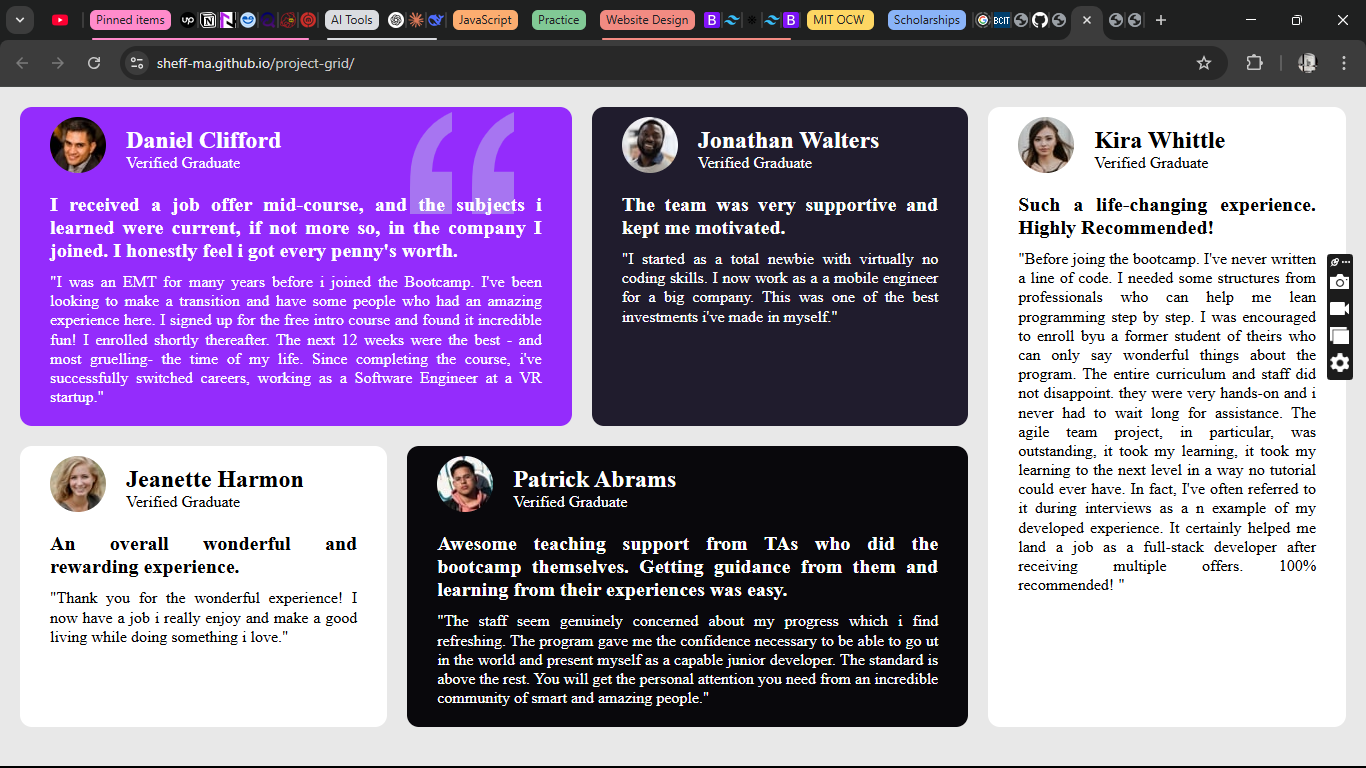 Pinned items
up
AI Tools
JavaScript
Practice
Website Design
B
B
MIT OCW
Scholarships
G
BCIT
sheff-ma.github.io/project-grid/
Daniel Clifford
Verified Graduate
I received a job offer mid-course, and the subjects i
learned were current, if not more so, in the company I
joined. I honestly feel i got every penny's worth.
"I was an EMT for many years before i joined the Bootcamp. I've been
looking to make a transition and have some people who had an amazing
experience here. I signed up for the free intro course and found it incredible
fun! I enrolled shortly thereafter. The next 12 weeks were the best - and
most gruelling- the time of my life. Since completing the course, i've
successfully switched careers, working as a Software Engineer at a VR
startup."
Jonathan Walters
Verified Graduate
The team was very supportive and
kept me motivated.
"I started as a total newbie with virtually no
coding skills. I now work as a a mobile engineer
for a big company. This was one of the best
investments i've made in myself."
Kira Whittle
Verified Graduate
Such a life-changing experience.
Highly Recommended!
"Before joing the bootcamp. I've never written
a line of code. I needed some structures from
professionals who can help me lean
programming step by step. I was encouraged
to enroll byu a former student of theirs who
can only say wonderful things about the
program. The entire curriculum and staff did
not disappoint. they were very hands-on and i
never had to wait long for assistance. The
agile team project, in particular, was
outstanding, it took my learning, it took my
learning to the next level in a way no tutorial
could ever have. In fact, I've often referred to
it during interviews as a n example of my
developed experience. It certainly helped me
land a job as a full-stack developer after
receiving multiple offers. 100%
recommended! "
Jeanette Harmon
Verified Graduate
An overall wonderful and
rewarding experience.
"Thank you for the wonderful experience! I
now have a job i really enjoy and make a good
living while doing something i love."
Patrick Abrams
Verified Graduate
Awesome teaching support from TAs who did the
bootcamp themselves. Getting guidance from them and
learning from their experiences was easy.
"The staff seem genuinely concerned about my progress which i find
refreshing. The program gave me the confidence necessary to be able to go ut
in the world and present myself as a capable junior developer. The standard is
above the rest. You will get the personal attention you need from an incredible
community of smart and amazing people."